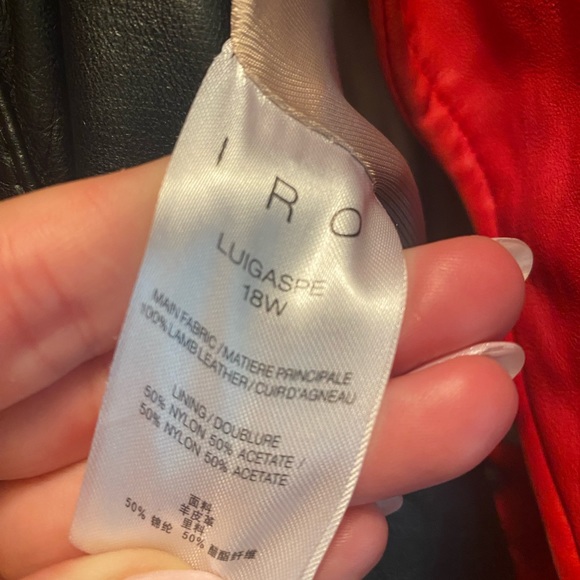 I R O
LUIGASPE
18W
MAIN FABRIC / MATIERE PRINCIPALE
100% LAMB LEATHER / CUIR D'AGNEAU
LINING / DOUBLURE
50% NYLON 50% ACETATE /
50% NYLON 50% ACETATE
面料
羊皮革
里料
50% 锦纶 50% 醋酯纤维